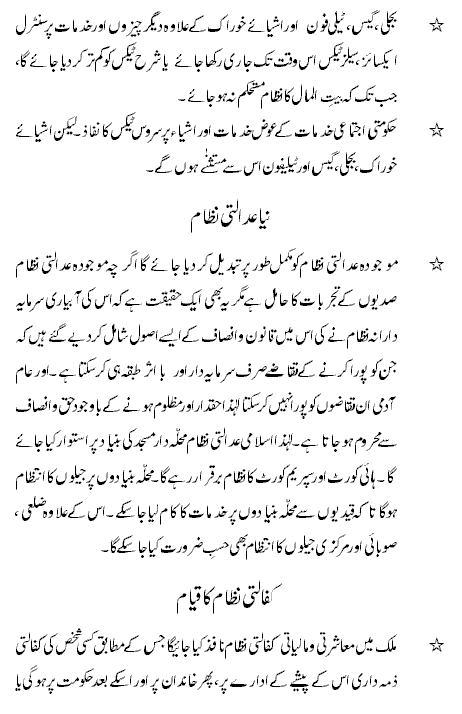 ☆ بجلی، گیس، ٹیلی فون اور اشیائے خوراک کے علاوہ دیگر چیزوں اور خدمات پر سنٹرل
ایکسائز، سیلز ٹیکس اس وقت تک جاری رکھا جائے یا شرح ٹیکس کو کم تر کر دیا جائے گا،
جب تک کہ بیت المال کا نظام مستحکم نہ ہو جائے۔
☆ حکومتی اجتماعی خدمات کے عوض خدمات اور اشیاء پر سروس ٹیکس کا نفاذ۔ لیکن اشیائے
خوراک، بجلی، گیس اور ٹیلیفون اس سے مستثنٰے ہوں گے۔
نیا عدالتی نظام
☆ موجودہ عدالتی نظام کو مکمل طور پر تبدیل کر دیا جائے گا اگر چہ موجودہ عدالتی نظام
صدیوں کے تجربات کا حامل ہے مگر یہ بھی ایک حقیقت ہے کہ اس کی آبیاری سرمایہ
دارانہ نظام نے کی اس میں قانون و انصاف کے ایسے اصول شامل کر دیے گئے ہیں کہ
جن کو پورا کرنے کے تقاضے صرف سرمایہ دار اور با اثر طبقہ ہی کر سکتا ہے۔ اور عام
آدمی ان تقاضوں کو پورا نہیں کر سکتا لہٰذا حقدار اور مظلوم ہونے کے باوجود حق و انصاف
سے محروم ہو جاتا ہے۔ لہٰذا اسلامی عدالتی نظام محلّہ دار مسجد کی بنیاد پر استوار کیا جائے
گا۔ ہائی کورٹ اور سپریم کورٹ کا نظام برقرار رہے گا۔ محلّہ بنیادوں پر جیلوں کا انتظام
ہوگا تاکہ قیدیوں سے محلّہ بنیادوں پر خدمات کا کام لیا جا سکے۔ اس کے علاوہ ضلعی،
صوبائی اور مرکزی جیلوں کا انتظام بھی حسبِ ضرورت کیا جا سکے گا۔
کفالتی نظام کا قیام
☆ ملک میں معاشرتی و مالیاتی کفالتی نظام نافذ کیا جائیگا جس کے مطابق کسی شخص کی کفالتی
ذمہ داری اس کے پیشے کے ادارے پر، پھر خاندان پر اور اسکے بعد حکومت پر ہو گی یا